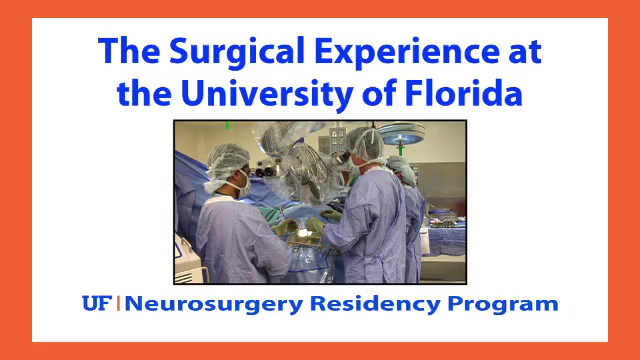 The Surgical Experience at
the University of Florida
UF | Neurosurgery Residency Program